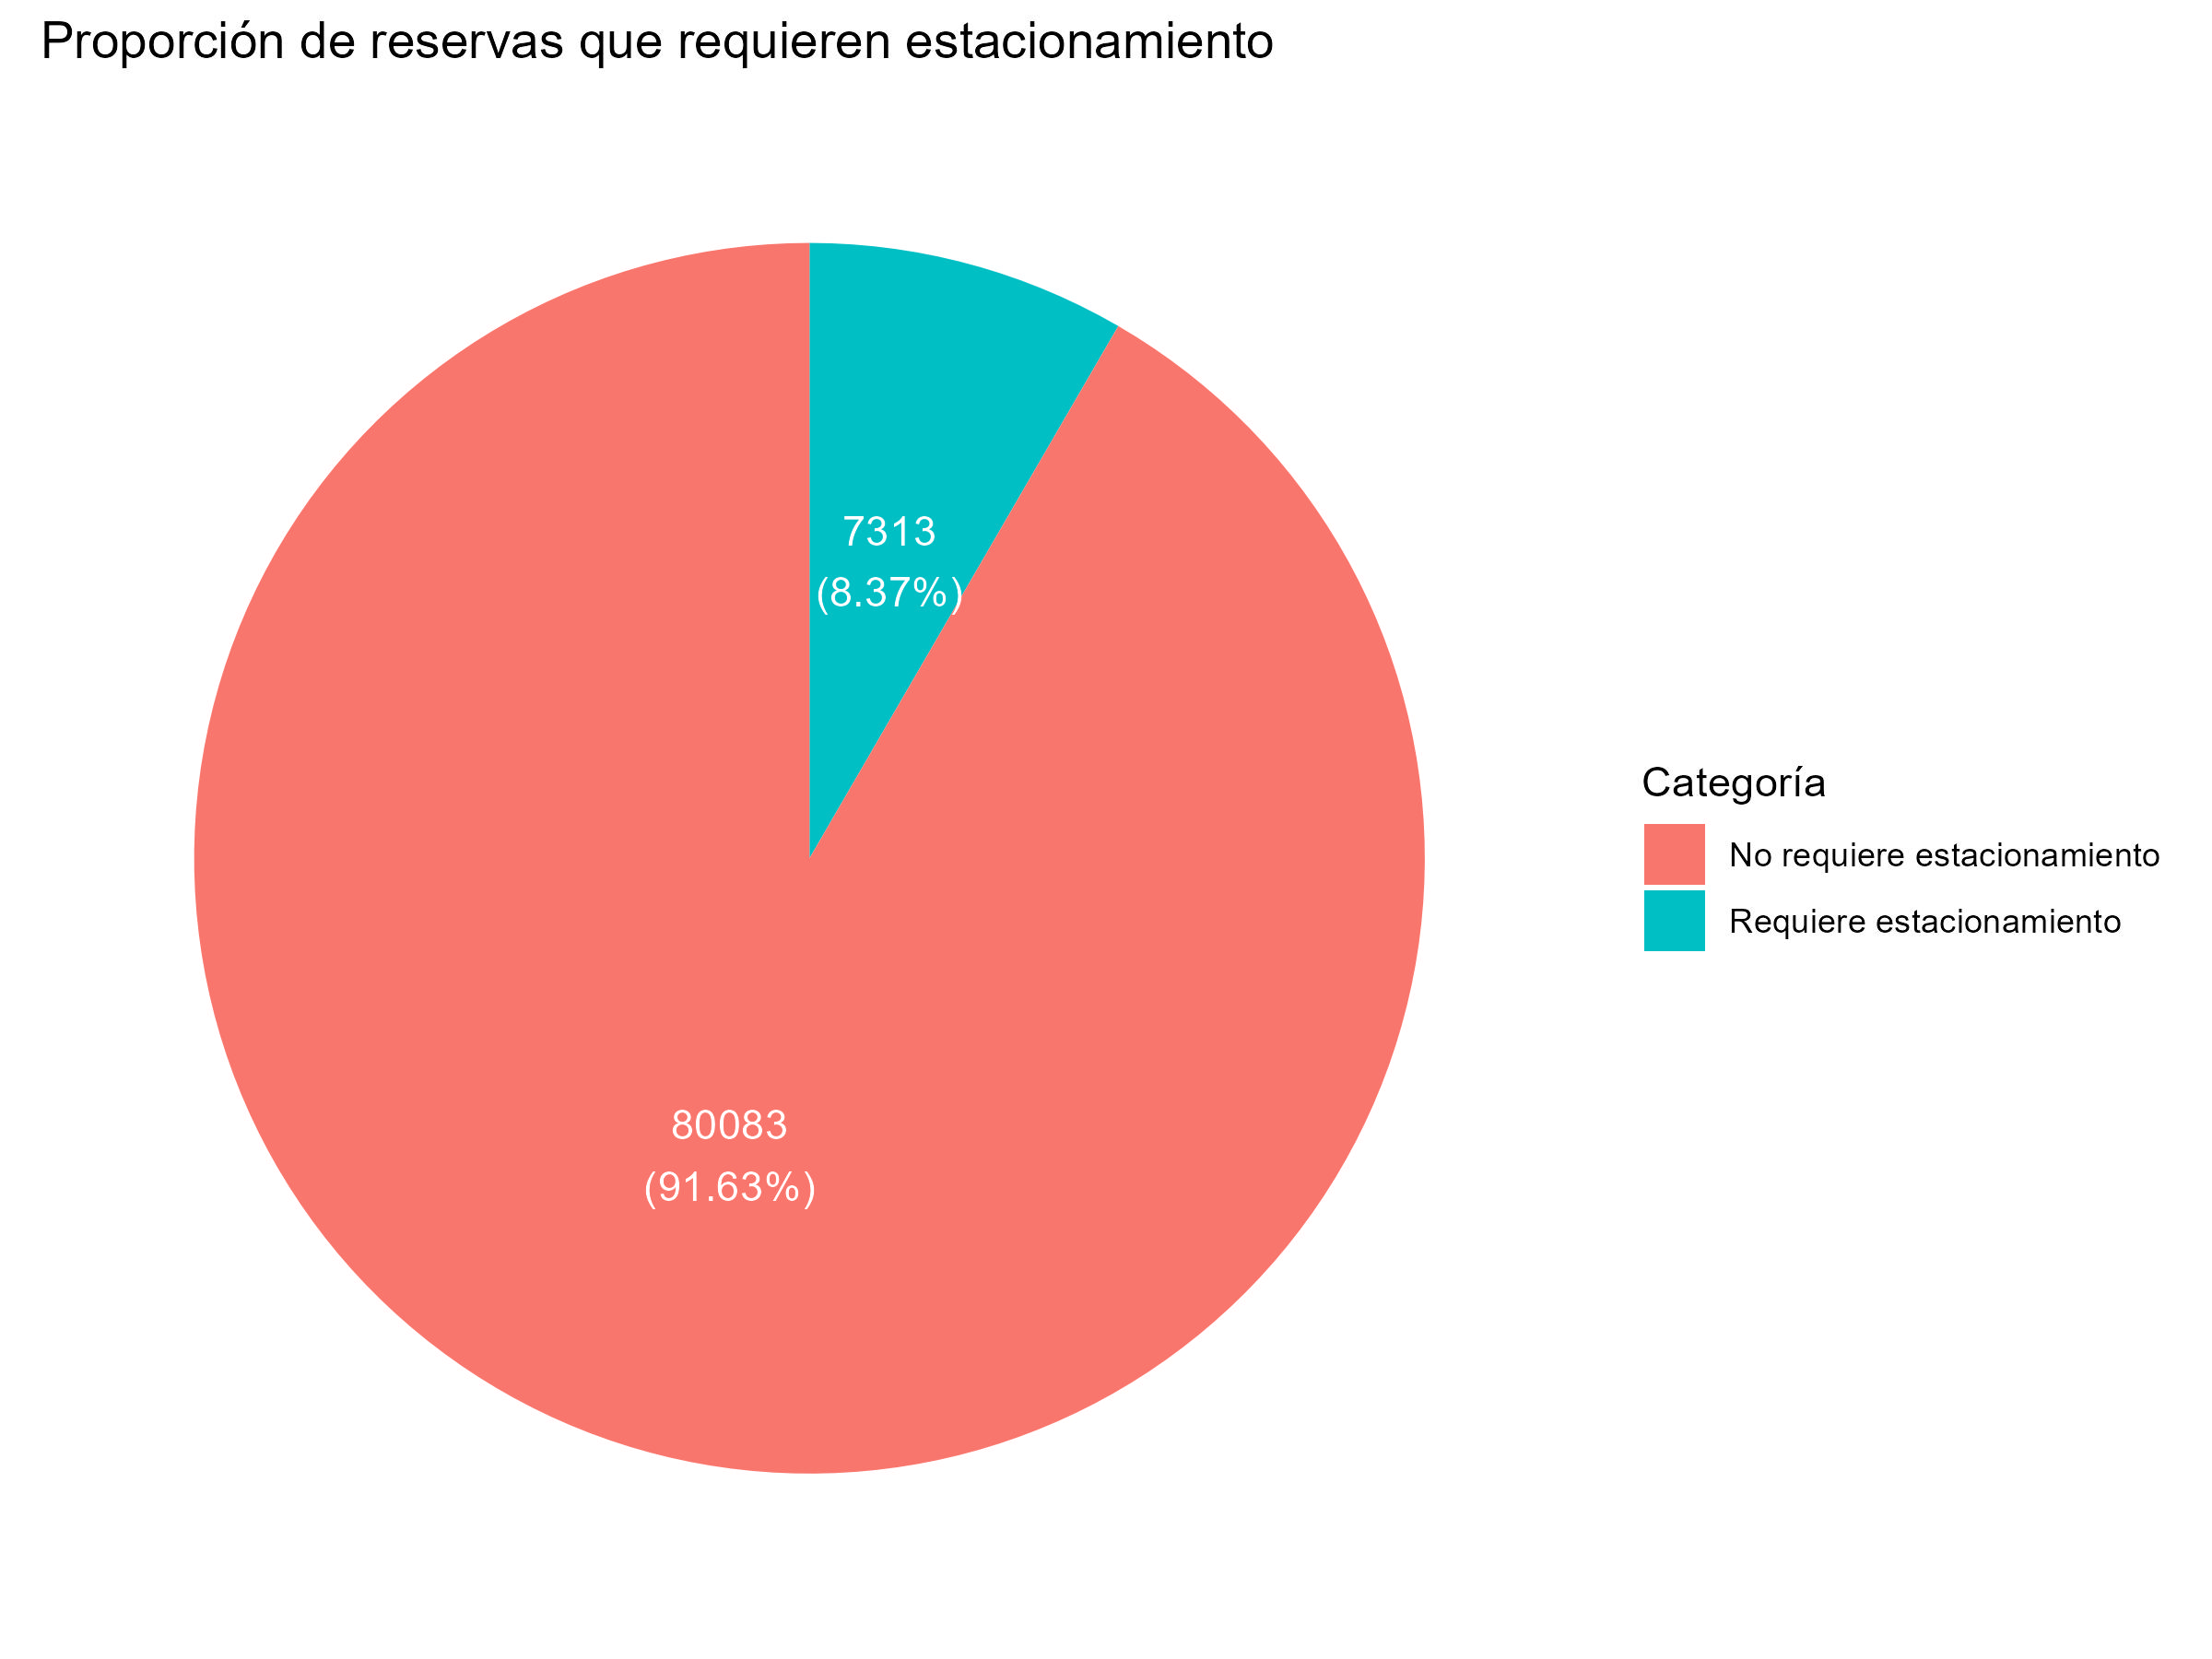 Proporción de reservas que requieren estacionamiento
7313
(8.37%)
80083
(91.63%)
Categoría
No requiere estacionamiento
Requiere estacionamiento